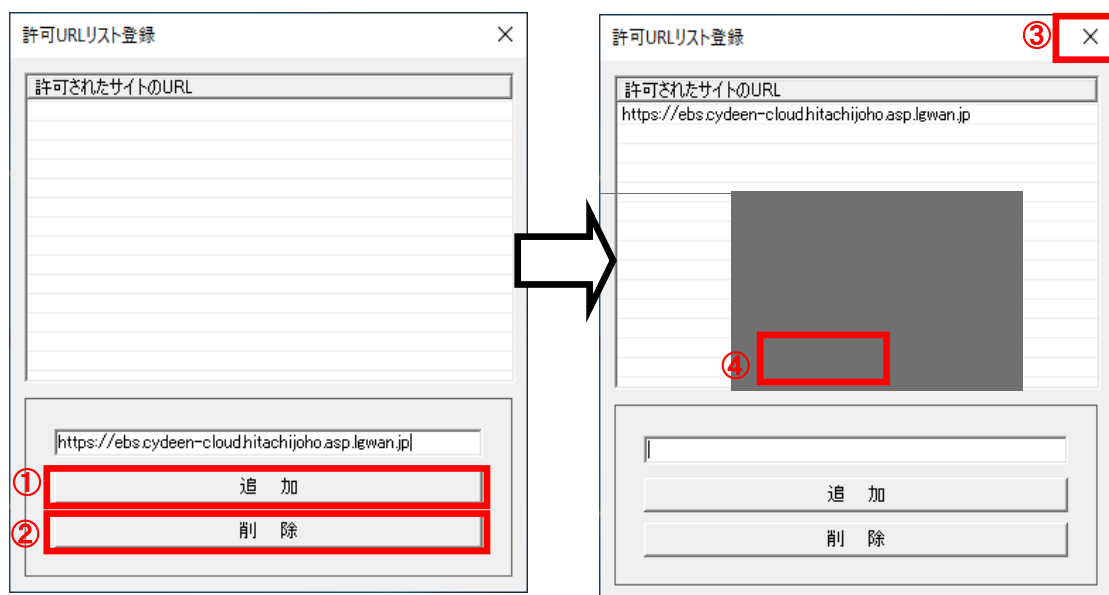 許可URLリスト登録
許可されたサイトのURL
https://ebs.cydeen-cloud.hitachijoho.asp.lgwan.jp
① 追 加
② 削 除
許可URLリスト登録 ③
許可されたサイトのURL
https://ebs.cydeen-cloud.hitachijoho.asp.lgwan.jp
④
追 加
削 除